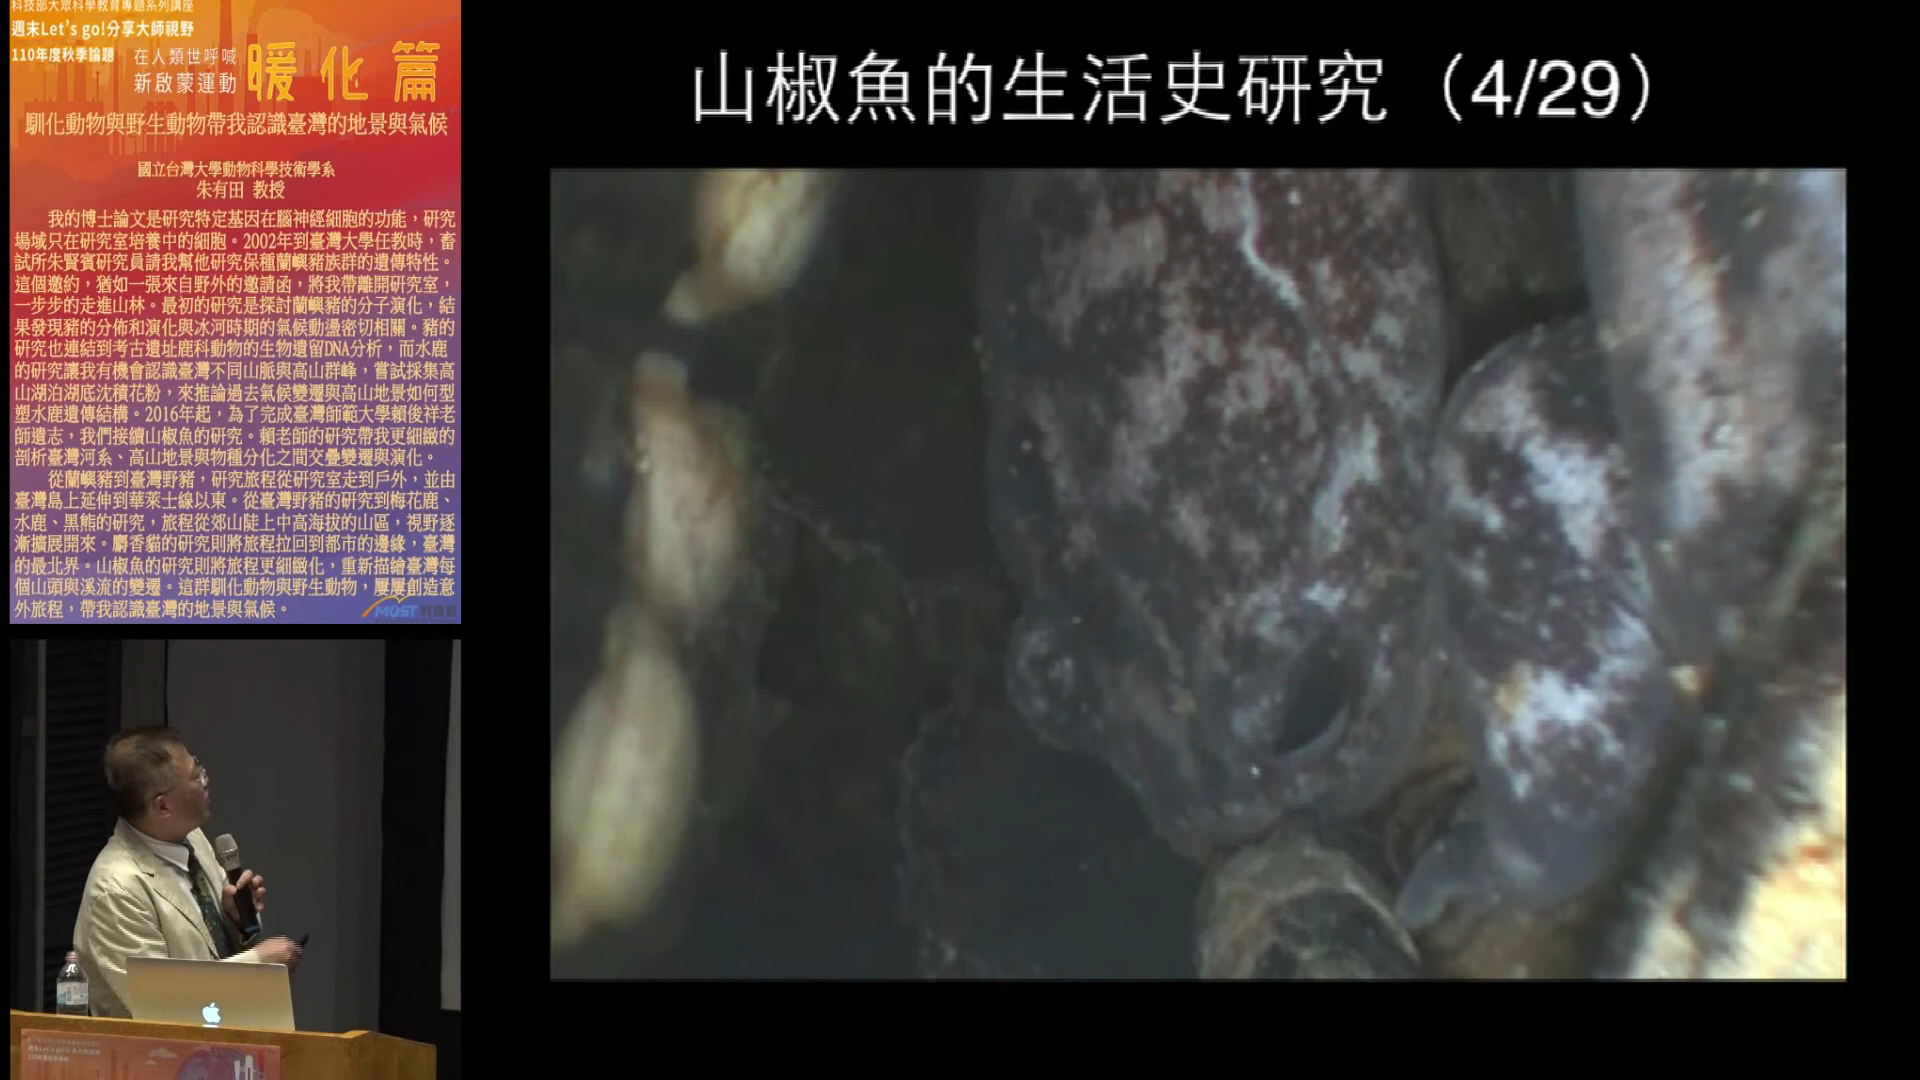 科技部大眾科學教育專題系列講座
週末Let's go!分享大師視野
110年度秋季論題
在人類世呼喊
新啟蒙運動
暖化篇
馴化動物與野生動物帶我認識臺灣的地景與氣候
國立台灣大學動物科學技術學系
朱有田 教授
我的博士論文是研究特定基因在腦神經細胞的功能，研究
場域只在研究室培養中的細胞。2002年到臺灣大學任教時，畜
試所朱賢賓研究員請我幫他研究保種蘭嶼豬族群的遺傳特性。
這個邀約，猶如一張來自野外的邀請函，將我帶離開研究室，
一步步的走進山林。最初的研究是探討蘭嶼豬的分子演化，結
果發現豬的分佈和演化與冰河時期的氣候動盪密切相關。豬的
研究也連結到考古遺址鹿科動物的生物遺留DNA分析，而水鹿
的研究讓我有機會認識臺灣不同山脈與高山群峰，嘗試採集高
山湖泊湖底沈積花粉，來推論過去氣候變遷與高山地景如何型
塑水鹿遺傳結構。2016年起，為了完成臺灣師範大學賴俊祥老
師遺志，我們接續山椒魚的研究。賴老師的研究帶我更細緻的
剖析臺灣河系、高山地景與物種分化之間交疊變遷與演化。
從蘭嶼豬到臺灣野豬，研究旅程從研究室走到戶外，並由
臺灣島上延伸到華萊士線以東。從臺灣野豬的研究到梅花鹿、
水鹿、黑熊的研究，旅程從郊山陡上中高海拔的山區，視野逐
漸擴展開來。麝香貓的研究則將旅程拉回到都市的邊緣，臺灣
的最北界。山椒魚的研究則將旅程更細緻化，重新描繪臺灣每
個山頭與溪流的變遷。這群馴化動物與野生動物，屢屢創造意
外旅程，帶我認識臺灣的地景與氣候。
MOST 科技部
山椒魚的生活史研究（4/29）